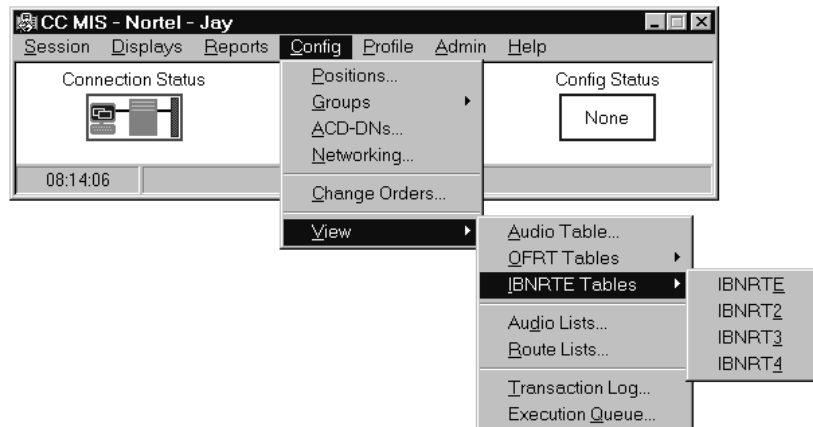 CC MIS - Nortel - Jay
Session Displays Reports Config Profile Admin Help
Connection Status
Config Status
None
08:14:06
Positions...
Groups
ACD-DNs...
Networking...
Change Orders...
View
Audio Table...
OFRT Tables
IBNRTE Tables
Audio Lists...
Route Lists...
Transaction Log...
Execution Queue...
IBNRTE
IBNRT2
IBNRT3
IBNRT4